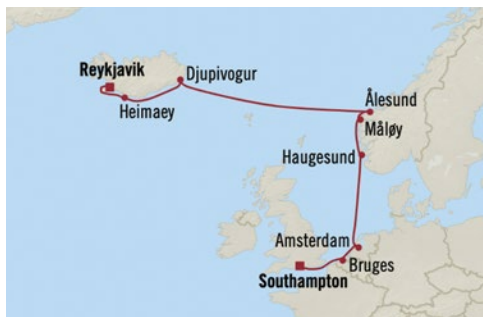 Reykjavik
Djupivogur
Heimaey
Ålesund
Måløy
Haugesund
Amsterdam
Bruges
Southampton